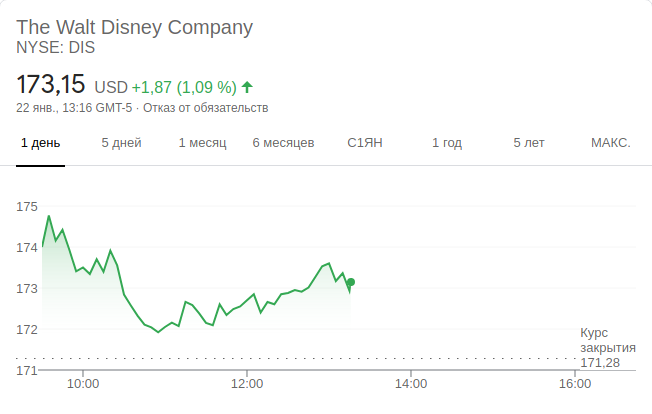 The Walt Disney Company
NYSE: DIS
173,15 USD +1,87 (1,09 %)
22 янв., 13:16 GMT-5 · Отказ от обязательств
1 день 5 дней 1 месяц 6 месяцев С1ЯН 1 год 5 лет МАКС.
175
174
173
172
Курс
закрытия
171,28
171
10:00 12:00 14:00 16:00